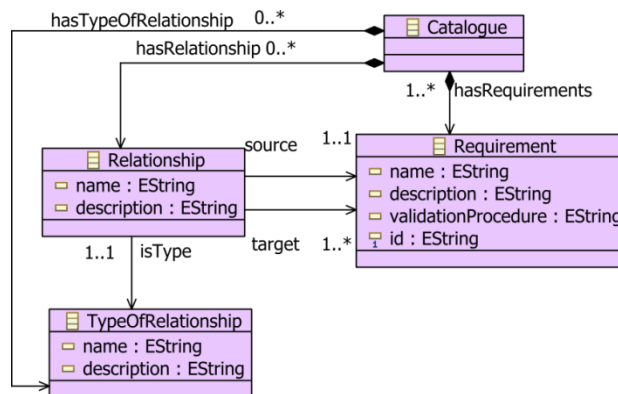 hasTypeOfRelationship 0..*
Catalogue
hasRelationship 0..*
1..* hasRequirements
source 1..1
Relationship
name : EString
description : EString
Requirement
name : EString
description : EString
validationProcedure : EString
id : EString
target 1..*
1..1 isType
TypeOfRelationship
name : EString
description : EString